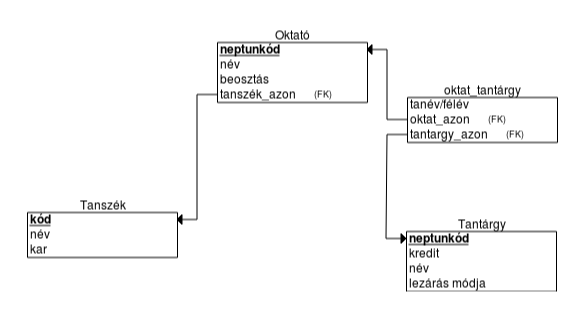 Oktató
neptunkód
név
beosztás
tanszék_azon (FK)
oktat_tantárgy
tanév/félév
oktat_azon (FK)
tantargy_azon (FK)
Tanszék
kód
név
kar
Tantárgy
neptunkód
kredit
név
lezárás módja